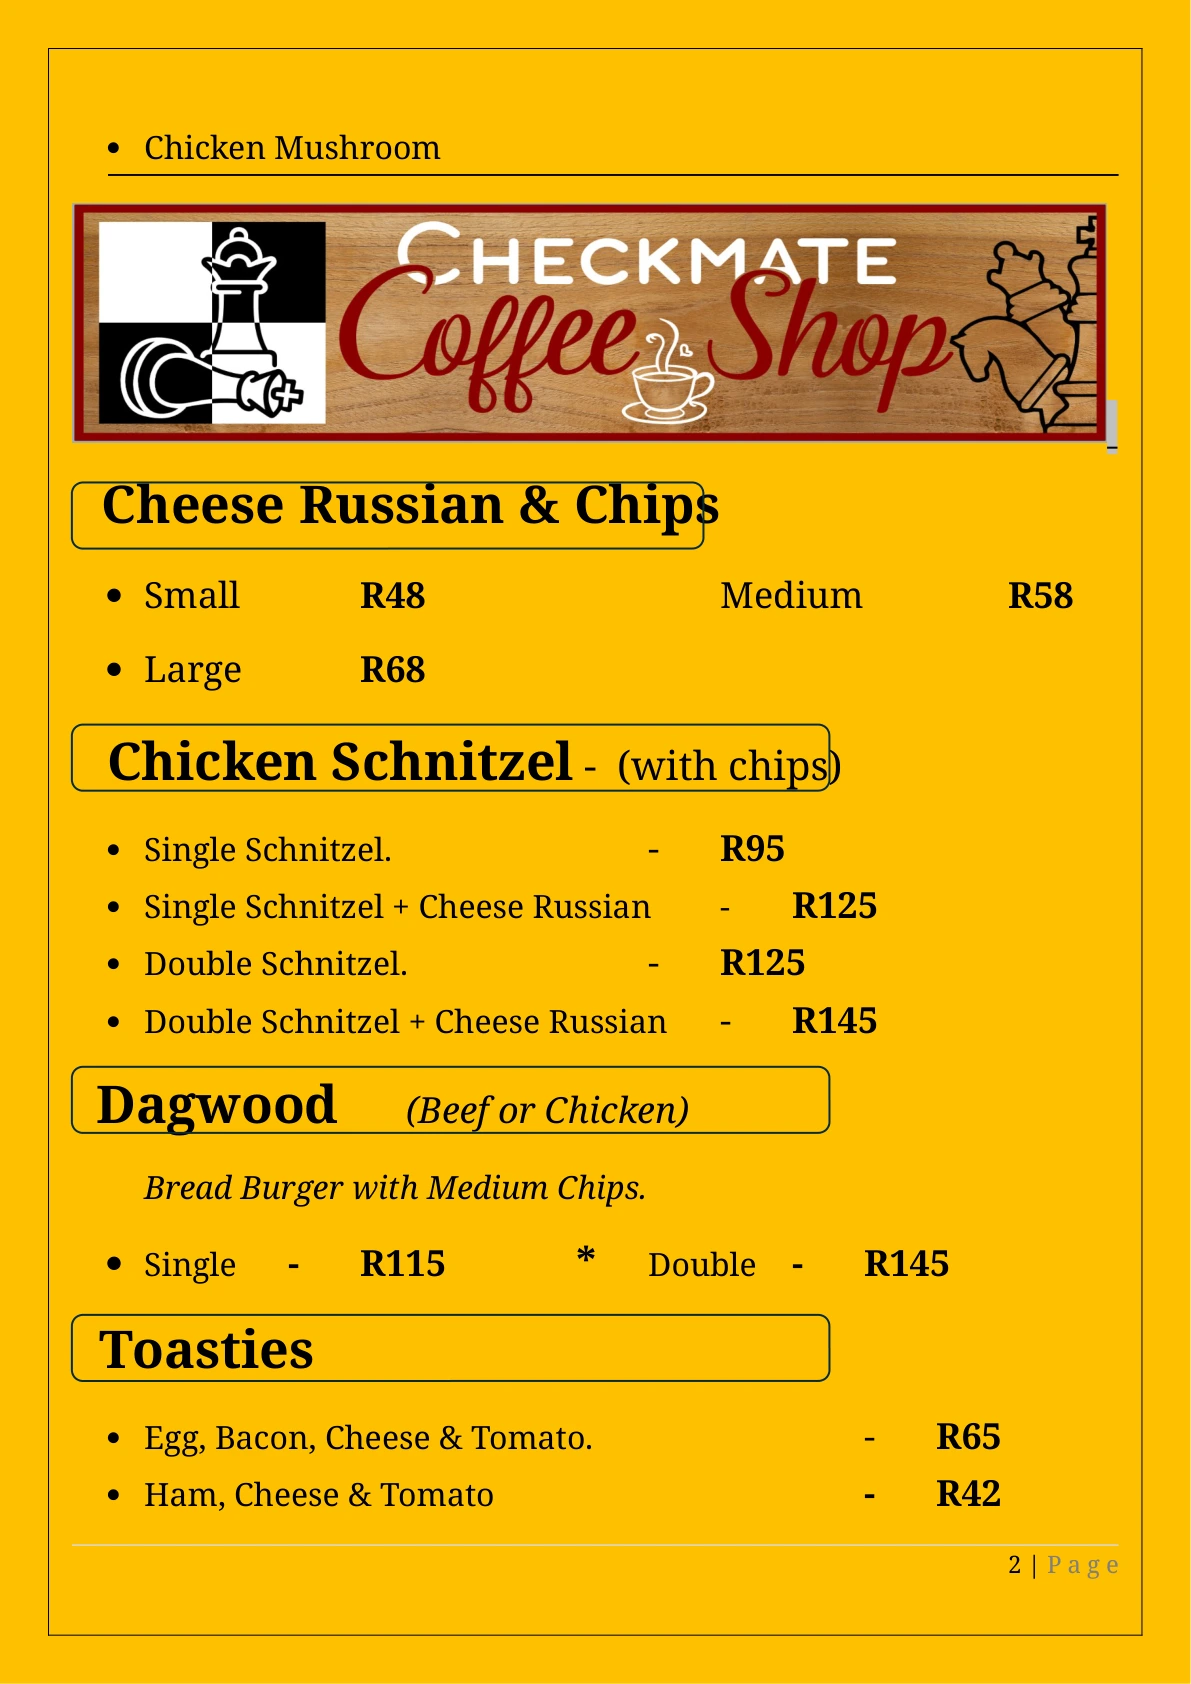 • Chicken Mushroom
CHECKMATE
Coffee Shop
Cheese Russian & Chips
• Small R48 Medium R58
• Large R68
Chicken Schnitzel - (with chips)
• Single Schnitzel. - R95
• Single Schnitzel + Cheese Russian - R125
• Double Schnitzel. - R125
• Double Schnitzel + Cheese Russian - R145
Dagwood (Beef or Chicken)
Bread Burger with Medium Chips.
• Single - R115 * Double - R145
Toasties
• Egg, Bacon, Cheese & Tomato. - R65
• Ham, Cheese & Tomato - R42
2 | P a g e